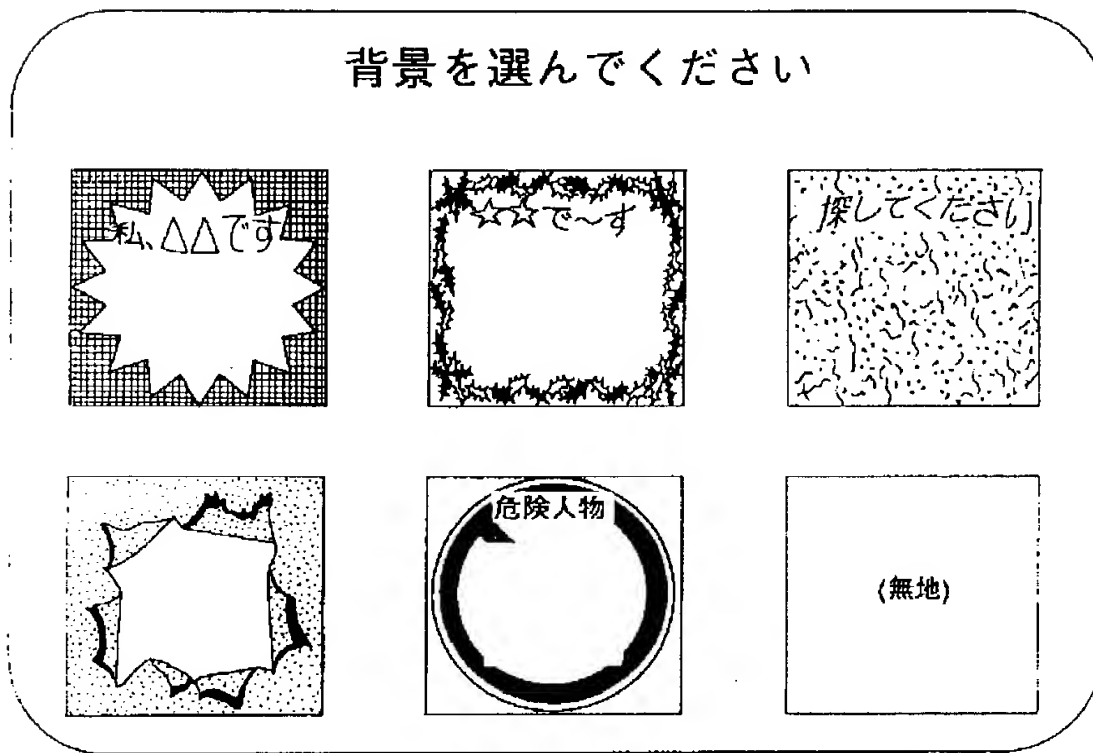 背景を選んでください
私、△△です
☆☆で〜す
探してください
危険人物
(無地)